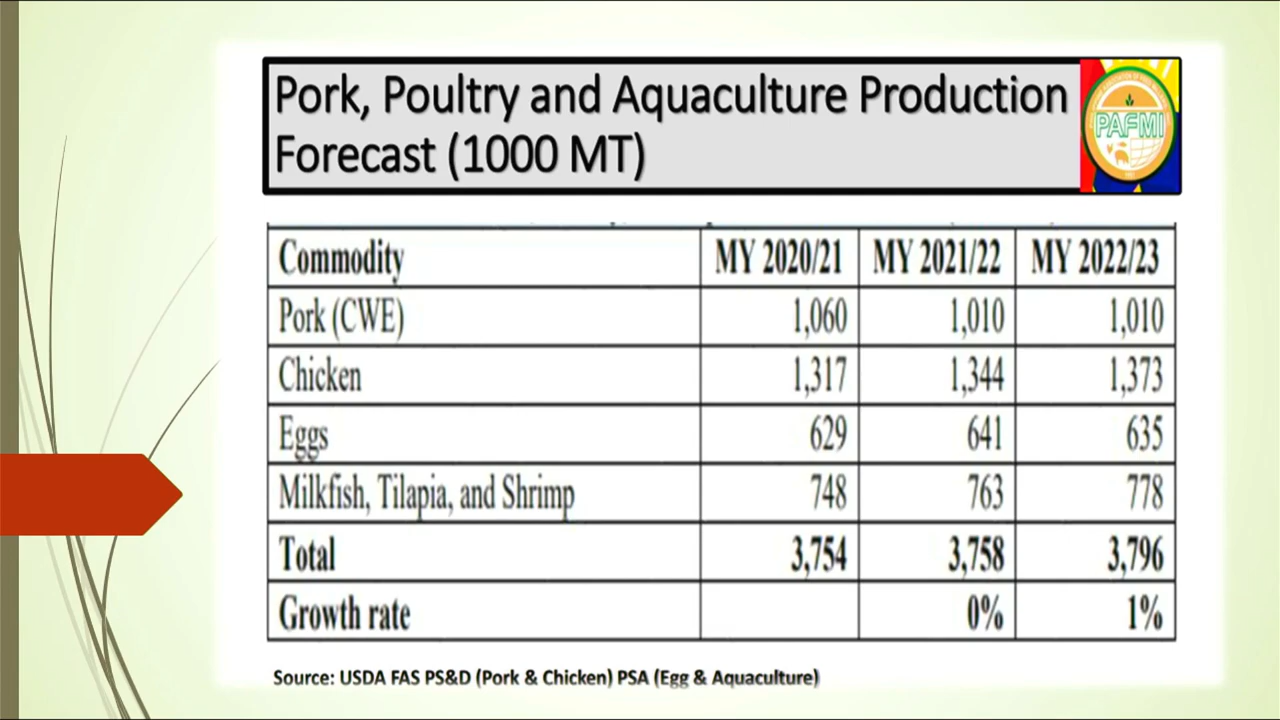 Pork, Poultry and Aquaculture Production
Forecast (1000 MT)
PAFMI
Commodity MY 2020/21 MY 2021/22 MY 2022/23
Pork (CWE) 1,060 1,010 1,010
Chicken 1,317 1,344 1,373
Eggs 629 641 635
Milkfish, Tilapia, and Shrimp 748 763 778
Total 3,754 3,758 3,796
Growth rate 0% 1%
Source: USDA FAS PS&D (Pork & Chicken) PSA (Egg & Aquaculture)